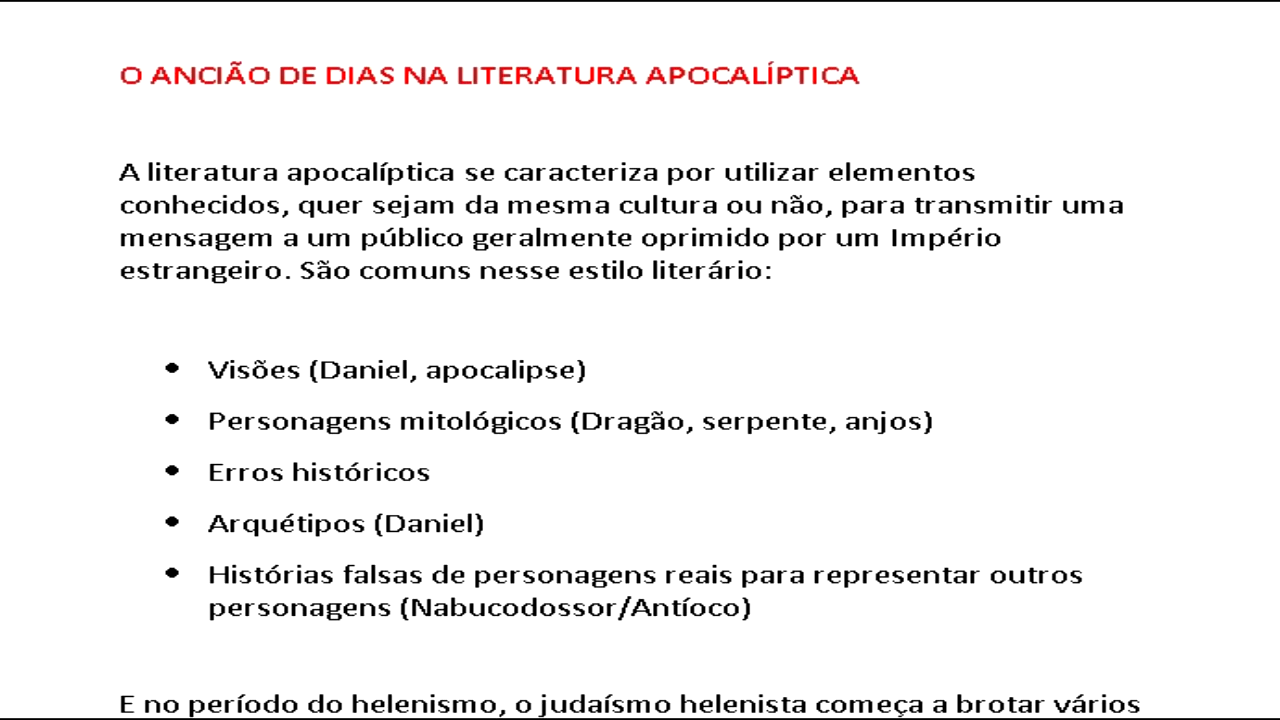 O ANCIÃO DE DIAS NA LITERATURA APOCALÍPTICA
A literatura apocalíptica se caracteriza por utilizar elementos
conhecidos, quer sejam da mesma cultura ou não, para transmitir uma
mensagem a um público geralmente oprimido por um Império
estrangeiro. São comuns nesse estilo literário:
• Visões (Daniel, apocalipse)
• Personagens mitológicos (Dragão, serpente, anjos)
• Erros históricos
• Arquétipos (Daniel)
• Histórias falsas de personagens reais para representar outros
personagens (Nabucodossor/Antíoco)
E no período do helenismo, o judaísmo helenista começa a brotar vários